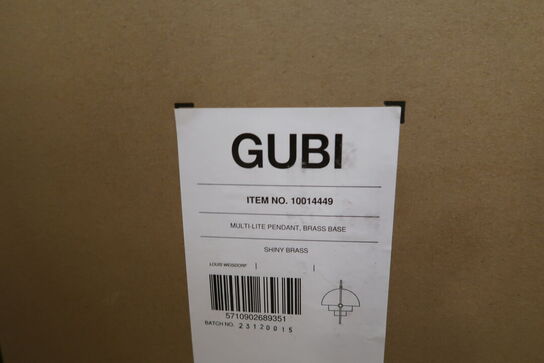 GUBI
ITEM NO. 10014449
MULTI-LITE PENDANT, BRASS BASE
SHINY BRASS
LOUIS WEISDORF
5710902689351
BATCH NO. 23120015